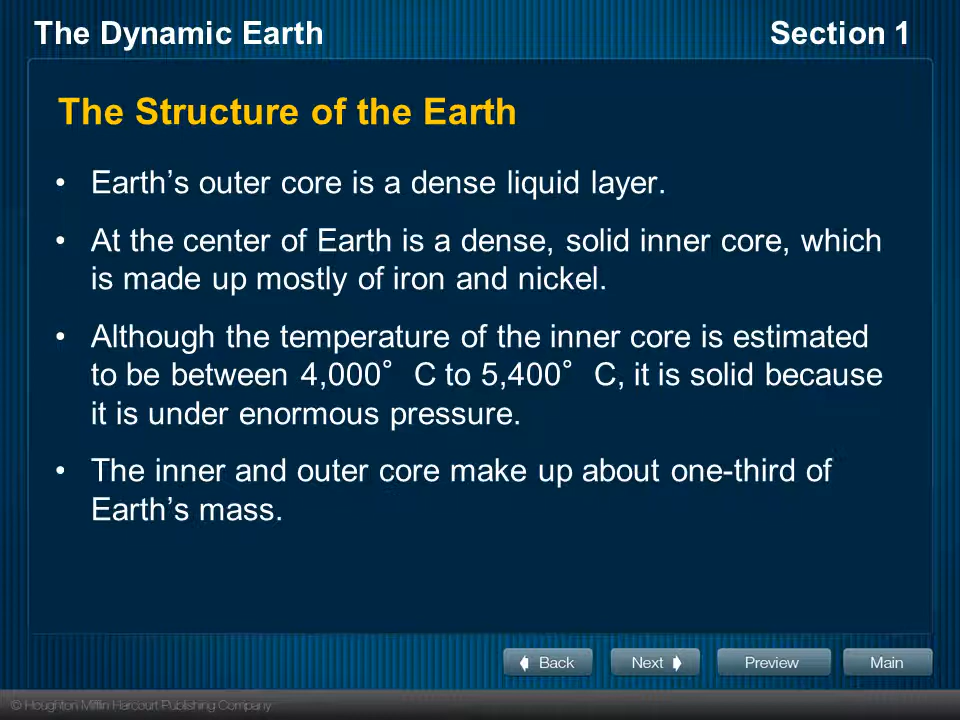 The Dynamic Earth
Section 1
The Structure of the Earth
• Earth’s outer core is a dense liquid layer.
• At the center of Earth is a dense, solid inner core, which
is made up mostly of iron and nickel.
• Although the temperature of the inner core is estimated
to be between 4,000° C to 5,400° C, it is solid because
it is under enormous pressure.
• The inner and outer core make up about one-third of
Earth’s mass.
Back
Next
Preview
Main
© Houghton Mifflin Harcourt Publishing Company